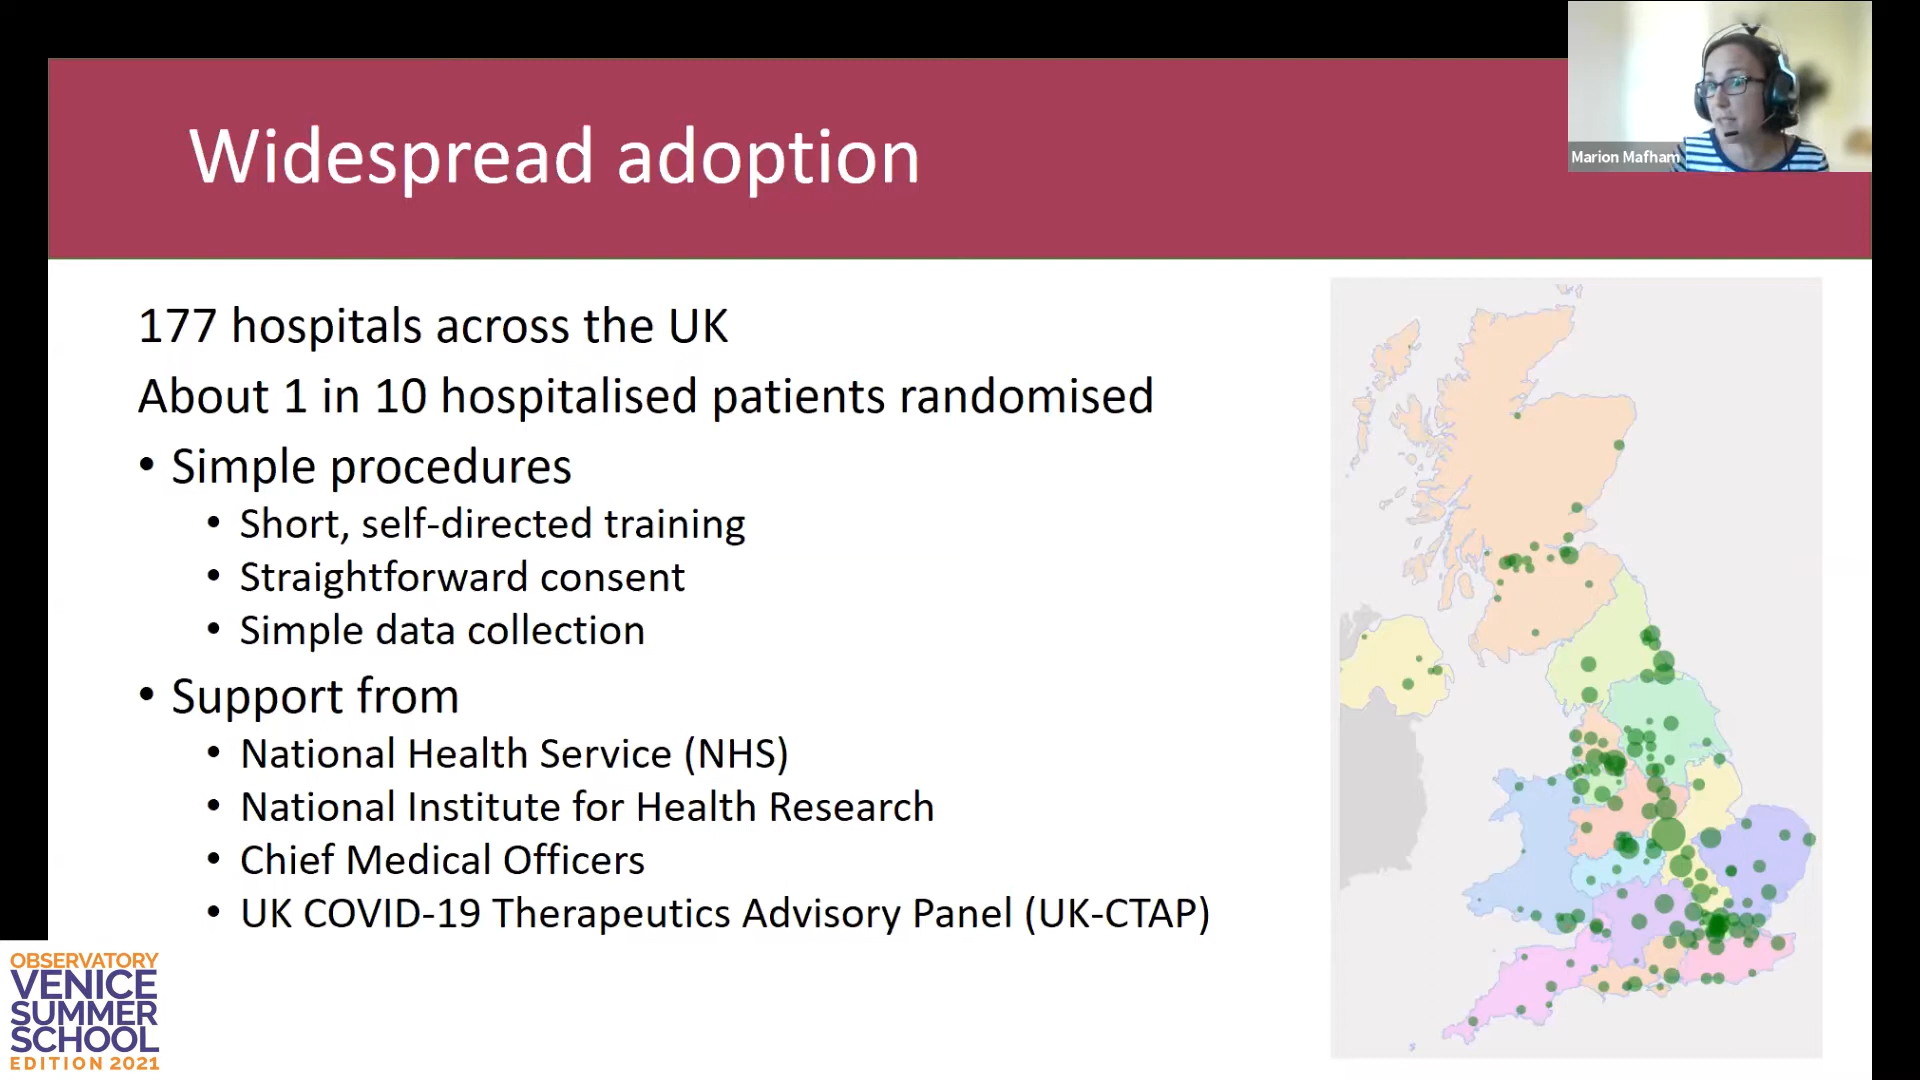 Widespread adoption
Marion Mafham
177 hospitals across the UK
About 1 in 10 hospitalised patients randomised
• Simple procedures
• Short, self-directed training
• Straightforward consent
• Simple data collection
• Support from
• National Health Service (NHS)
• National Institute for Health Research
• Chief Medical Officers
• UK COVID-19 Therapeutics Advisory Panel (UK-CTAP)
OBSERVATORY
VENICE
SUMMER
SCHOOL
EDITION 2021